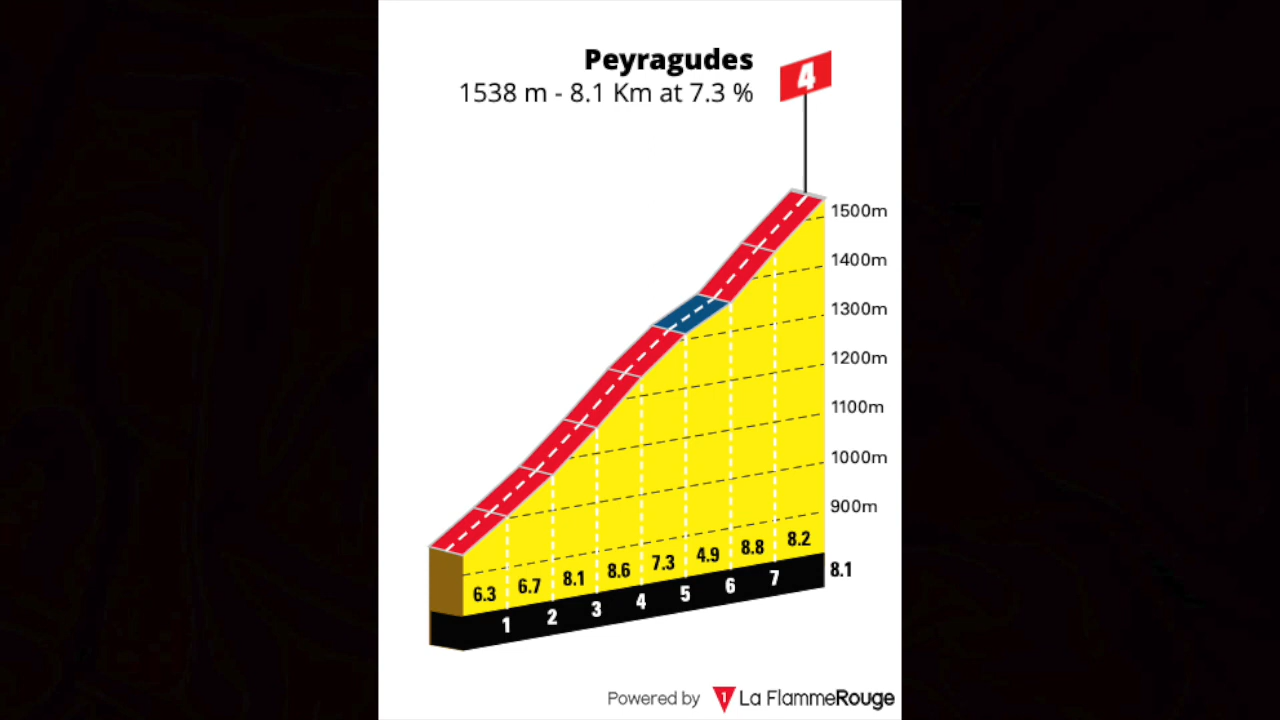 Peyragudes
4
1538 m - 8.1 Km at 7.3 %
1500m
1400m
1300m
1200m
1100m
1000m
900m
6.3 6.7 8.1 8.6 7.3 4.9 8.8 8.2
1 2 3 4 5 6 7 8.1
Powered by 1 La FlammeRouge